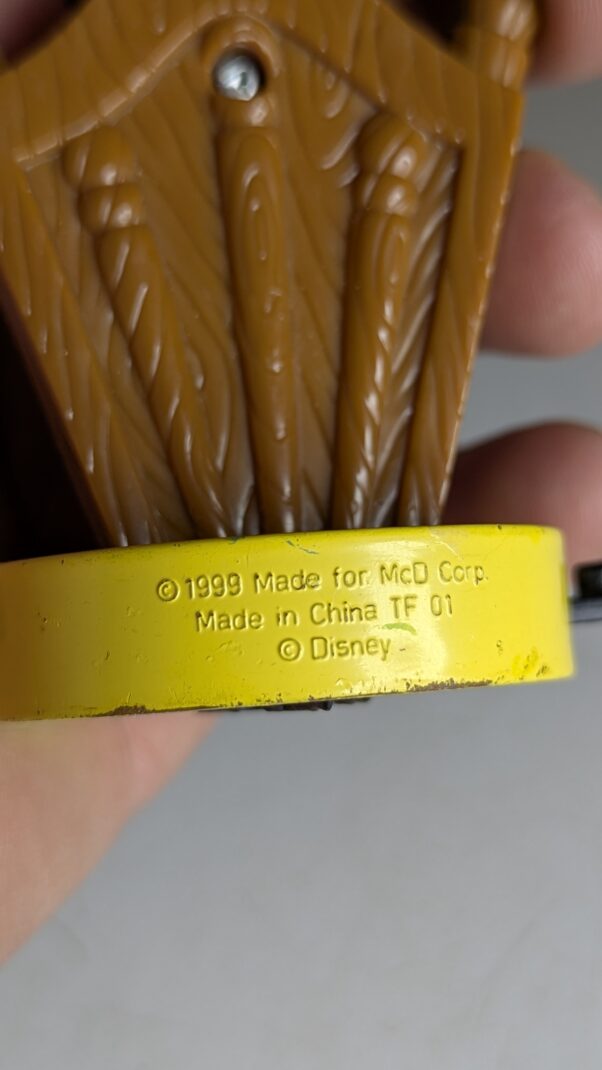 ©1999 Made for McD Corp.
Made in China TF 01
© Disney